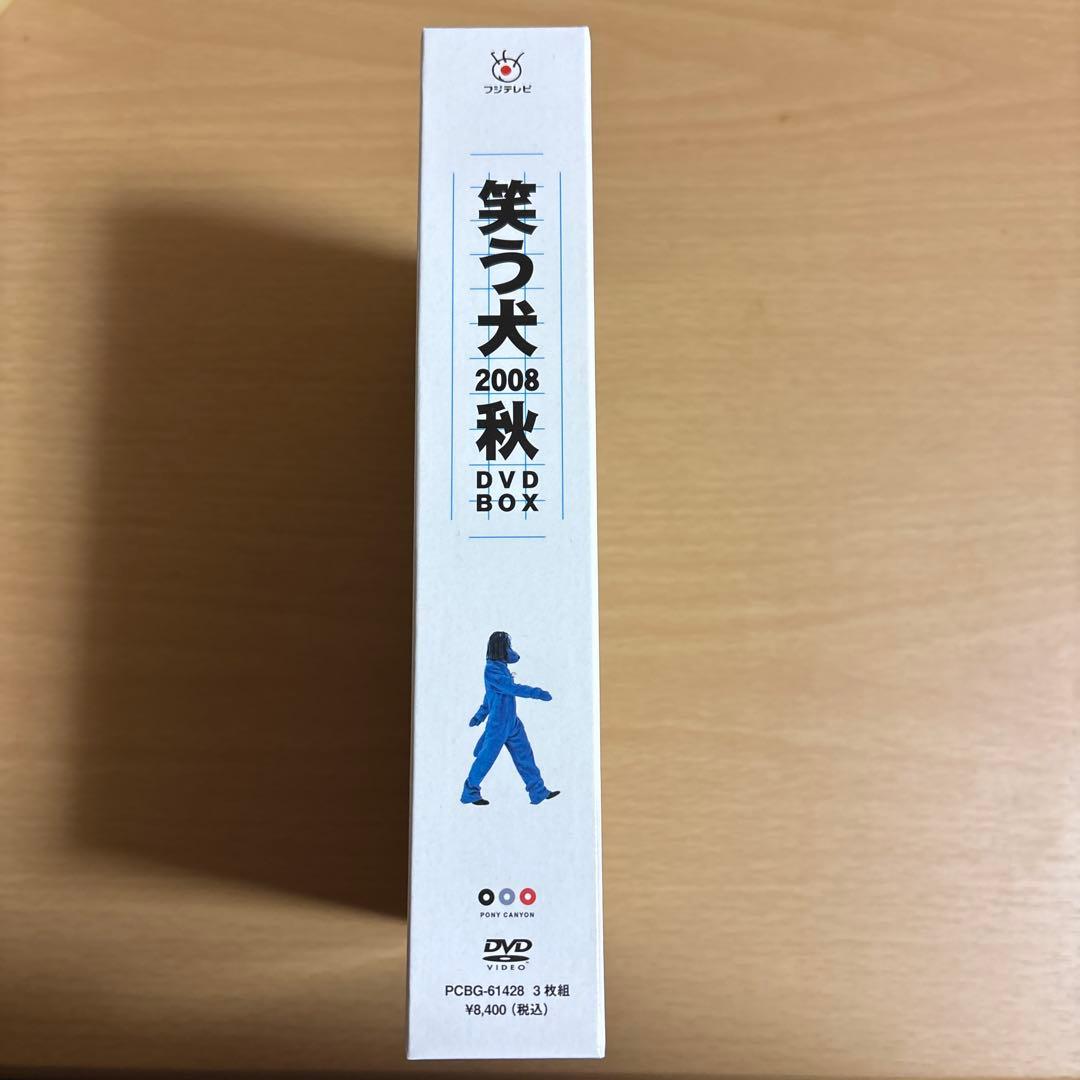 フジテレビ
笑う犬
2008
秋
DVD
BOX
PONY CANYON
DVD
VIDEO™
PCBG-61428 3枚組
¥8,400（税込）